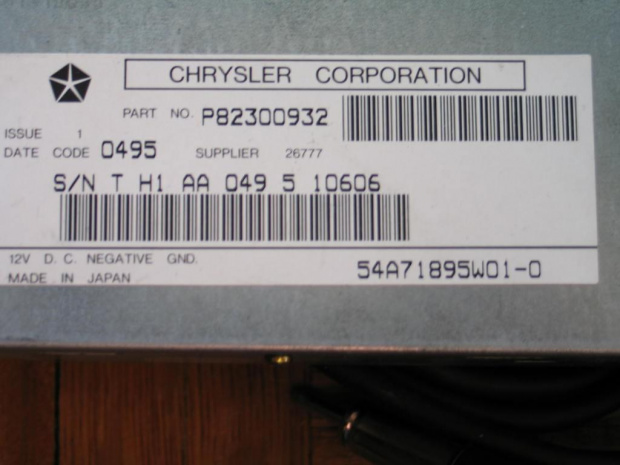 CHRYSLER CORPORATION
PART NO. P82300932
ISSUE 1
DATE CODE 0495 SUPPLIER 26777
S/N T H1 AA 049 5 10606
12V D. C. NEGATIVE GND.
MADE IN JAPAN
54A71895W01-0